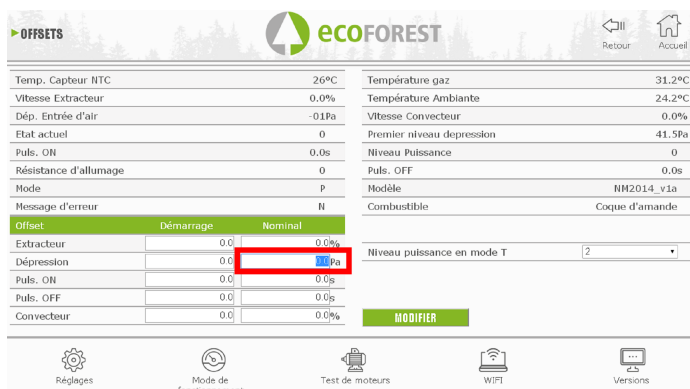 ►OFFSETS
ecoFOREST
Retour
Accueil
Temp. Capteur NTC 26ºC
Température gaz 31.2ºC
Vitesse Extracteur 0.0%
Température Ambiante 24.2ºC
Dép. Entrée d'air -01Pa
Vitesse Convecteur 0.0%
Etat actuel 0
Premier niveau depression 41.5Pa
Puls. ON 0.0s
Niveau Puissance 0
Résistance d'allumage 0
Puls. OFF 0.0s
Mode P
Modèle NM2014_v1a
Message d'erreur N
Combustible Coque d'amande
Offset Démarrage Nominal
Extracteur 0.0 0.0%
Niveau puissance en mode T 2
Dépression 0.0 0.0Pa
Puls. ON 0.0 0.0s
Puls. OFF 0.0 0.0s
Convecteur 0.0 0.0%
MODIFIER
Réglages
Mode de
Test de moteurs
WIFI
Versions